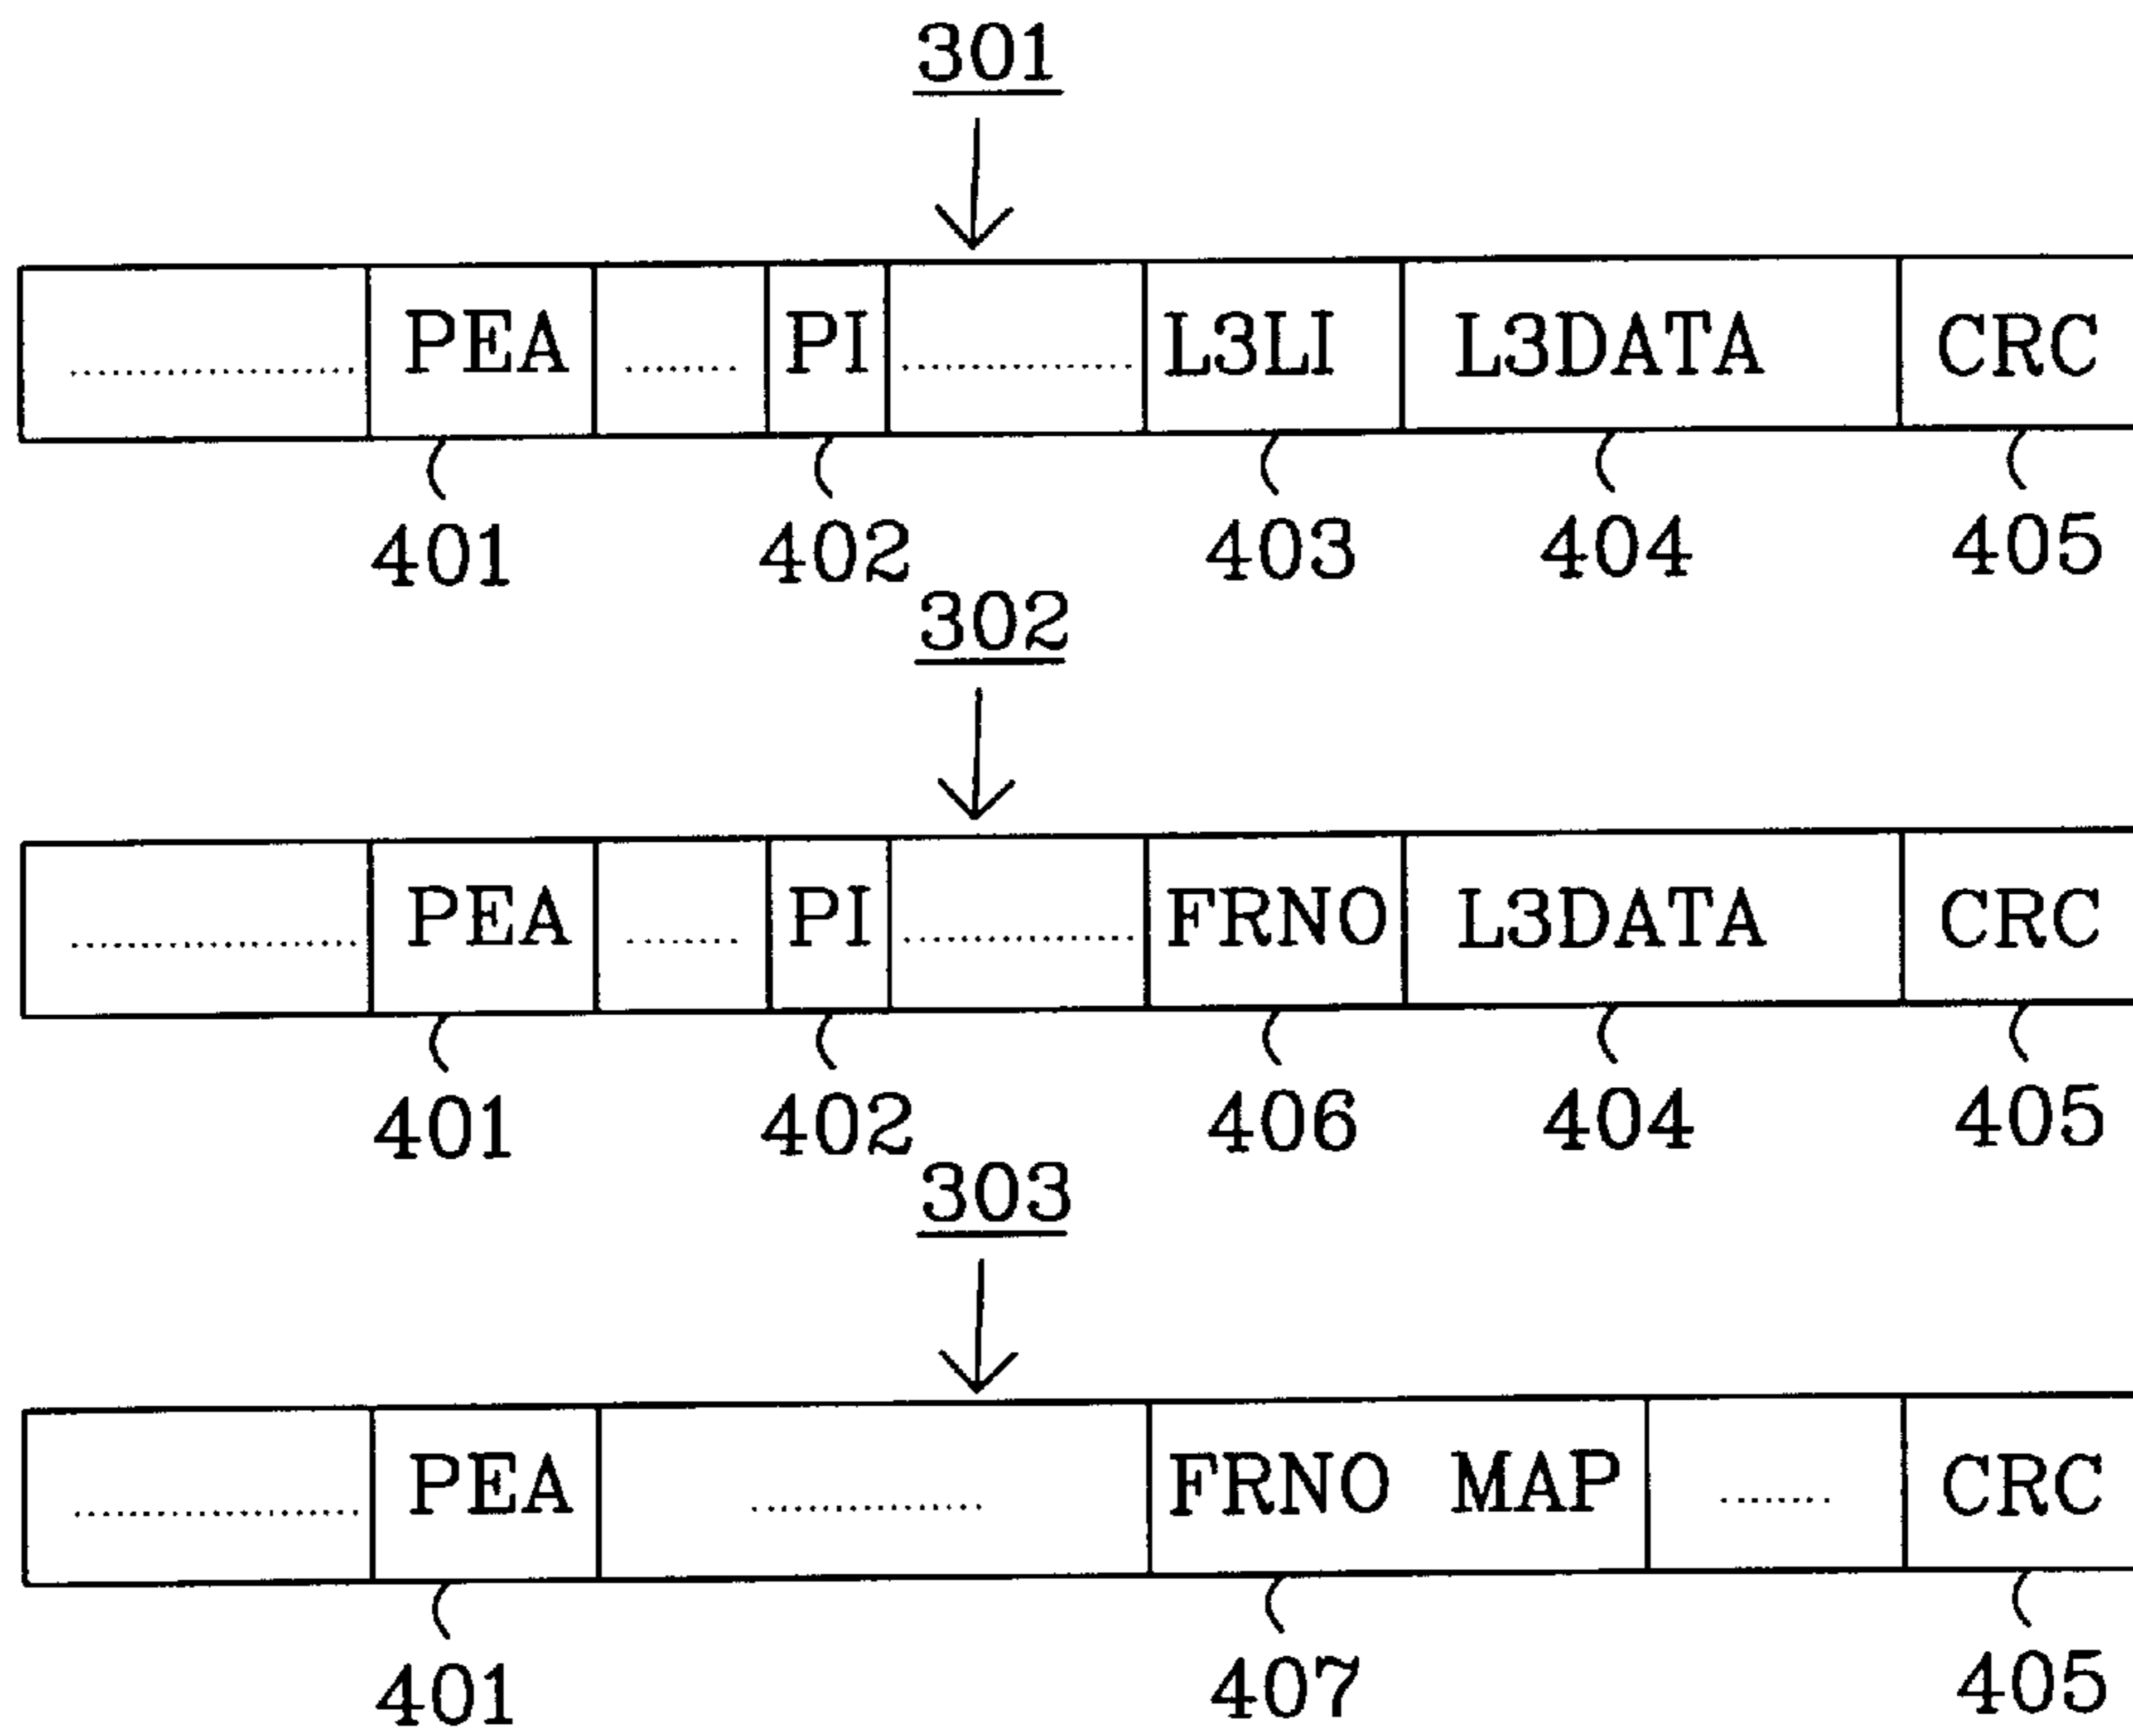 301
PEA PI L3LI L3DATA CRC
401 402 403 404 405
302
PEA PI FRNO L3DATA CRC
401 402 406 404 405
303
PEA FRNO MAP CRC
401 407 405